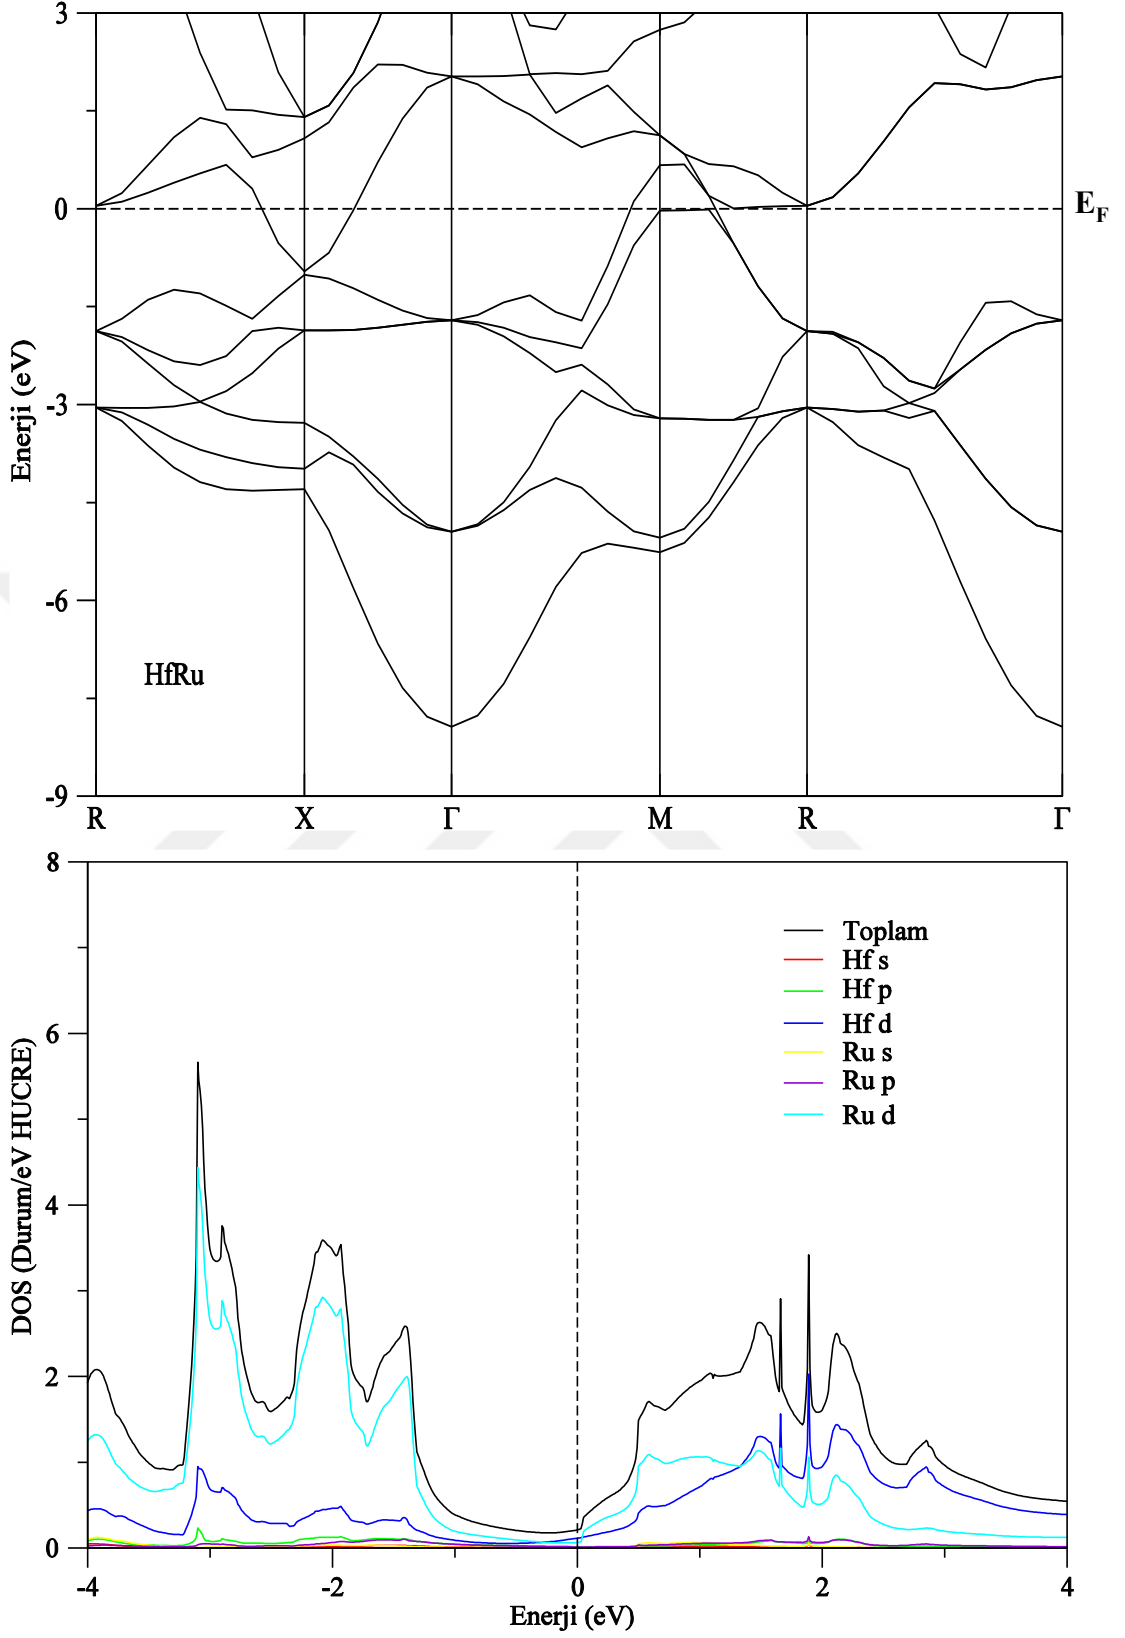 3
0
-3
-6
-9
Enerji (eV)
E_F
HfRu
R X Γ M R Γ
8
6
4
2
0
DOS (Durum/eV HUCRE)
Toplam
Hf s
Hf p
Hf d
Ru s
Ru p
Ru d
-4 -2 0 2 4
Enerji (eV)